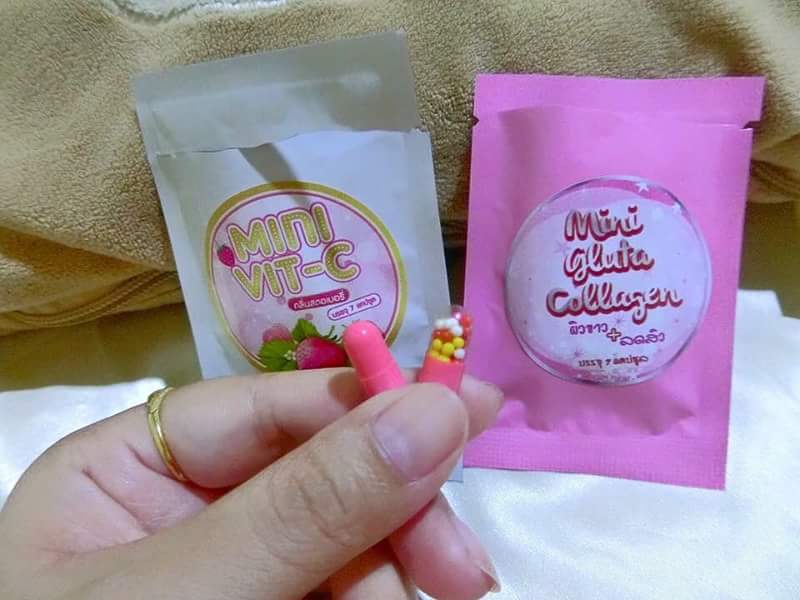 MINI
VIT-C
กลิ่นสตอเบอรี่
บรรจุ 7 แคปซูล
Mini
Gluta
Collagen
ผิวขาว + ลดสิว
บรรจุ 7 แคปซูล